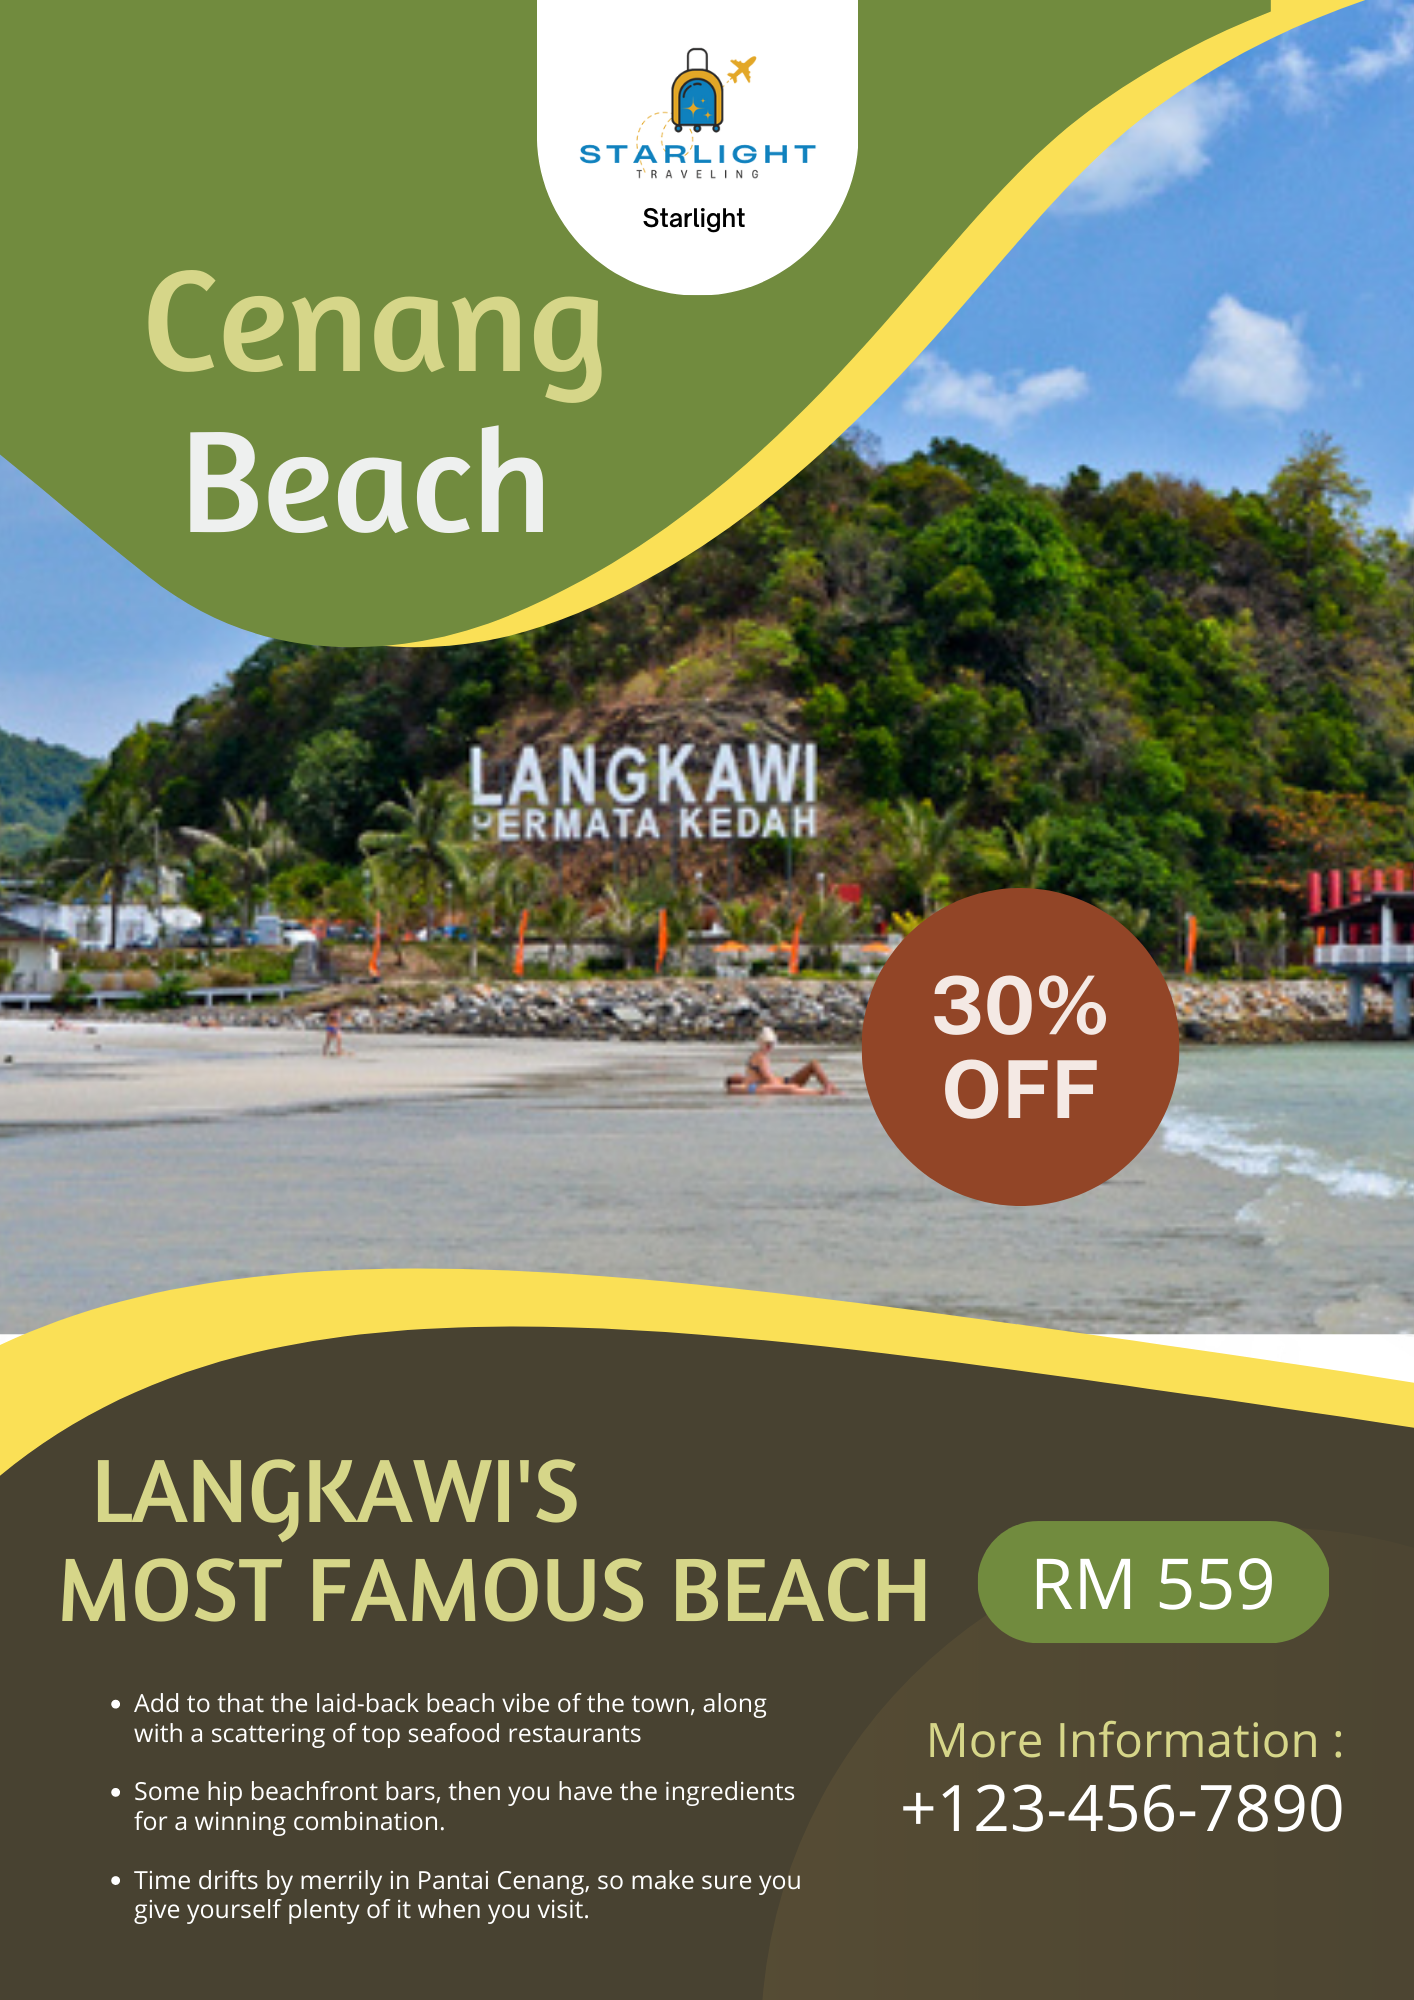 STARLIGHT
TRAVELING
Starlight
Cenang
Beach
LANGKAWI
PERMATA KEDAH
30%
OFF
LANGKAWI'S
MOST FAMOUS BEACH
RM 559
• Add to that the laid-back beach vibe of the town, along
with a scattering of top seafood restaurants
• Some hip beachfront bars, then you have the ingredients
for a winning combination.
• Time drifts by merrily in Pantai Cenang, so make sure you
give yourself plenty of it when you visit.
More Information :
+123-456-7890